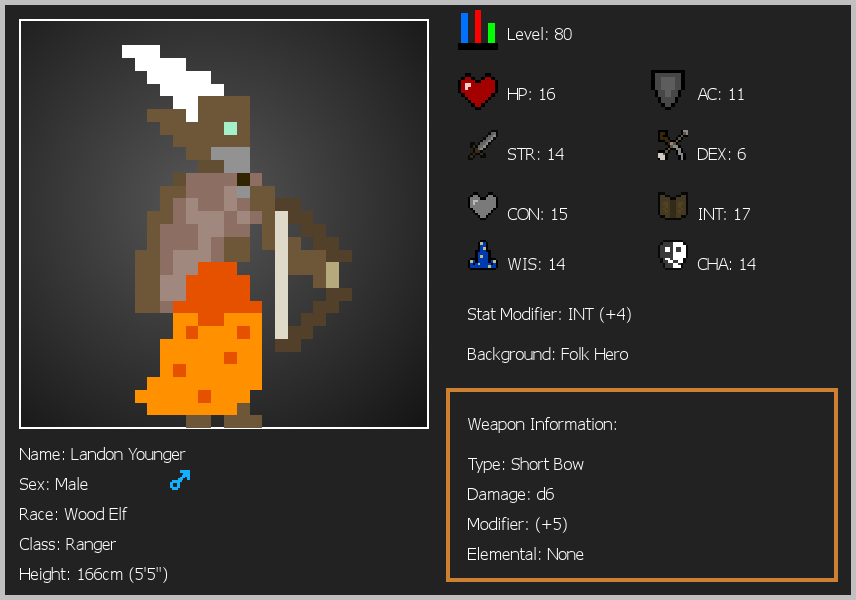 Level: 80
HP: 16
AC: 11
STR: 14
DEX: 6
CON: 15
INT: 17
WIS: 14
CHA: 14
Stat Modifier: INT (+4)
Background: Folk Hero
Weapon Information:
Type: Short Bow
Damage: d6
Modifier: (+5)
Elemental: None
Name: Landon Younger
Sex: Male
Race: Wood Elf
Class: Ranger
Height: 166cm (5'5")